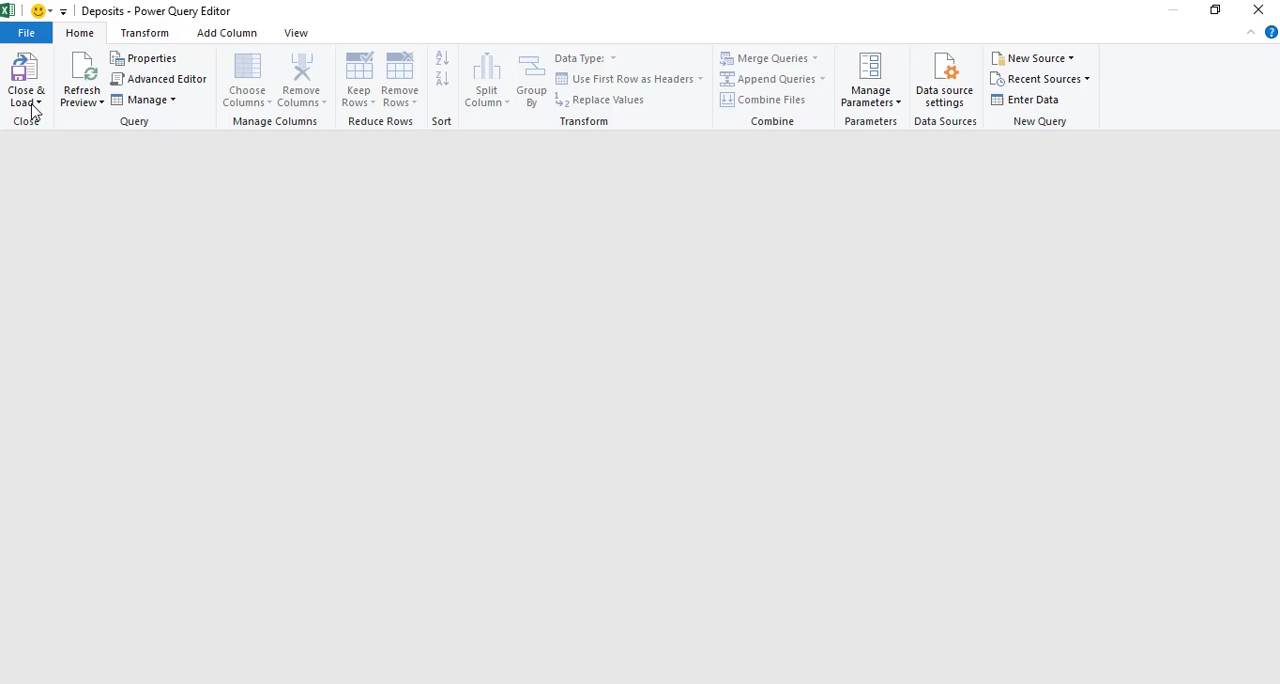 Deposits - Power Query Editor
File Home Transform Add Column View
Close & Load
Close
Refresh Preview
Properties
Advanced Editor
Manage
Query
Choose Columns
Remove Columns
Manage Columns
Keep Rows
Remove Rows
Reduce Rows
Sort
Split Column
Group By
Data Type:
Use First Row as Headers
Replace Values
Transform
Merge Queries
Append Queries
Combine Files
Combine
Manage Parameters
Parameters
Data source settings
Data Sources
New Source
Recent Sources
Enter Data
New Query